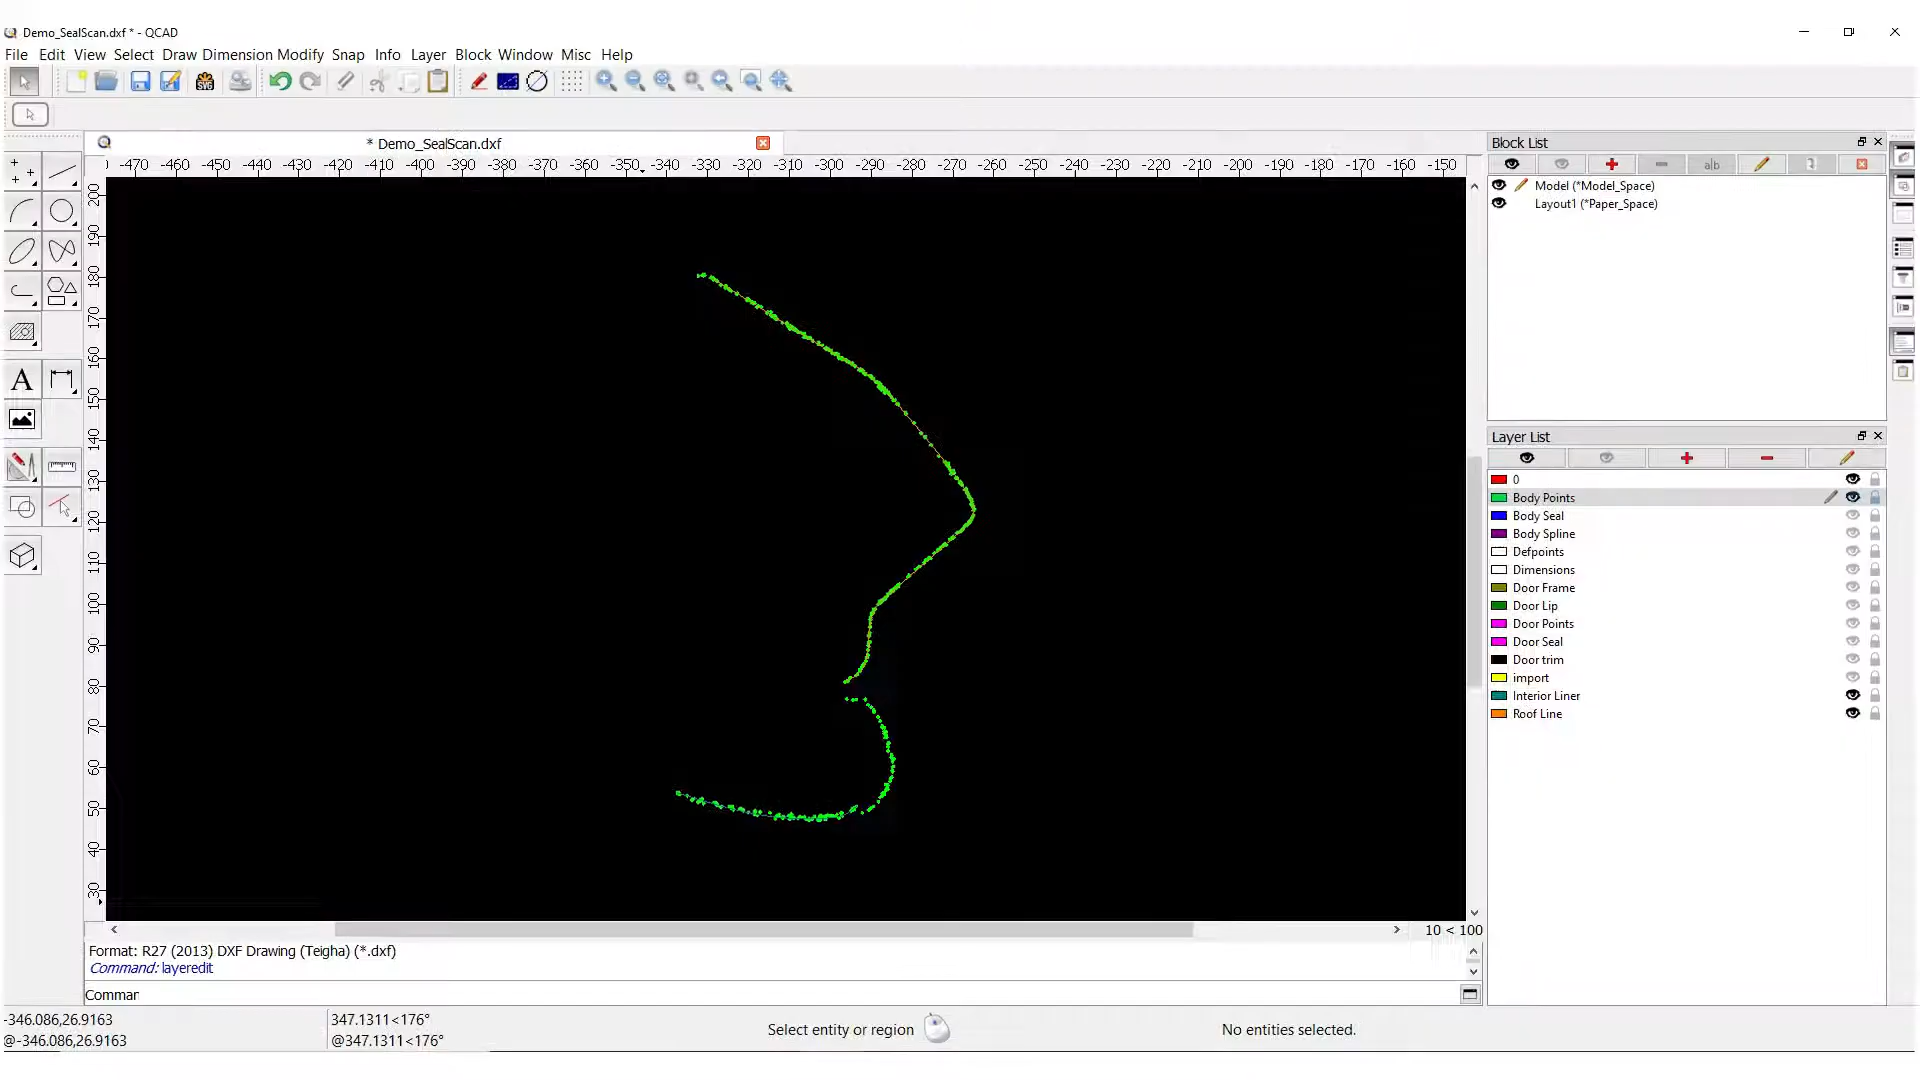 Demo_SealScan.dxf * - QCAD
File Edit View Select Draw Dimension Modify Snap Info Layer Block Window Misc Help
SVG
* Demo_SealScan.dxf
-470 -460 -450 -440 -430 -420 -410 -400 -390 -380 -370 -360 -350 -340 -330 -320 -310 -300 -290 -280 -270 -260 -250 -240 -230 -220 -210 -200 -190 -180 -170 -160 -150
200
190
180
170
160
150
140
130
120
110
100
90
80
70
60
50
40
30
A
Block List
a|b
Model (*Model_Space)
Layout1 (*Paper_Space)
Layer List
0
Body Points
Body Seal
Body Spline
Defpoints
Dimensions
Door Frame
Door Lip
Door Points
Door Seal
Door trim
import
Interior Liner
Roof Line
10 < 100
Format: R27 (2013) DXF Drawing (Teigha) (*.dxf)
Command: layeredit
Commar
-346.086,26.9163
@-346.086,26.9163
347.1311<176°
@347.1311<176°
Select entity or region
No entities selected.